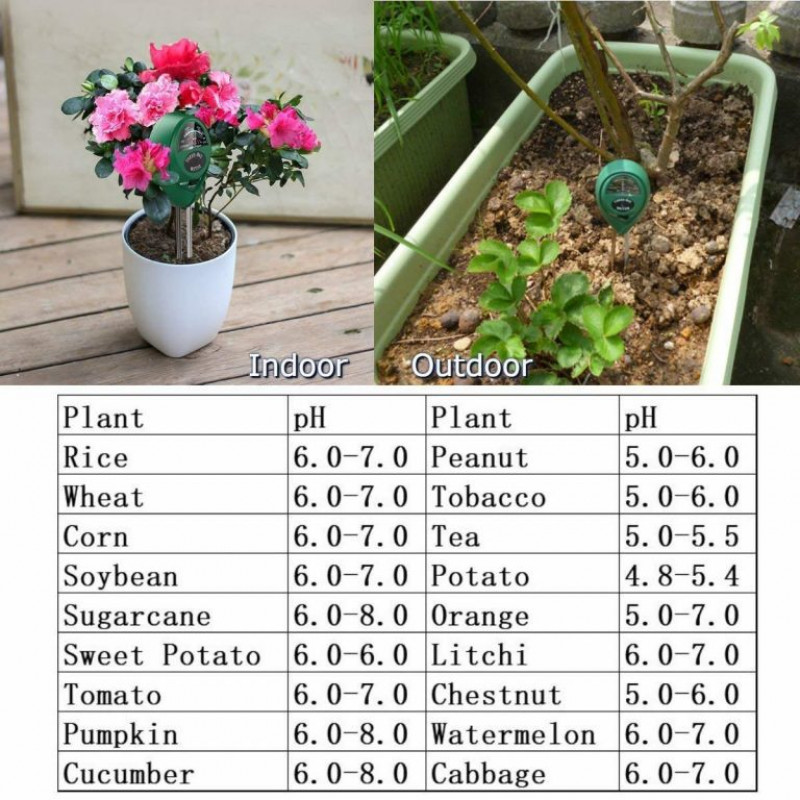 Indoor
Outdoor
Plant pH Plant pH
Rice 6.0-7.0 Peanut 5.0-6.0
Wheat 6.0-7.0 Tobacco 5.0-6.0
Corn 6.0-7.0 Tea 5.0-5.5
Soybean 6.0-7.0 Potato 4.8-5.4
Sugarcane 6.0-8.0 Orange 5.0-7.0
Sweet Potato 6.0-6.0 Litchi 6.0-7.0
Tomato 6.0-7.0 Chestnut 5.0-6.0
Pumpkin 6.0-8.0 Watermelon 6.0-7.0
Cucumber 6.0-8.0 Cabbage 6.0-7.0